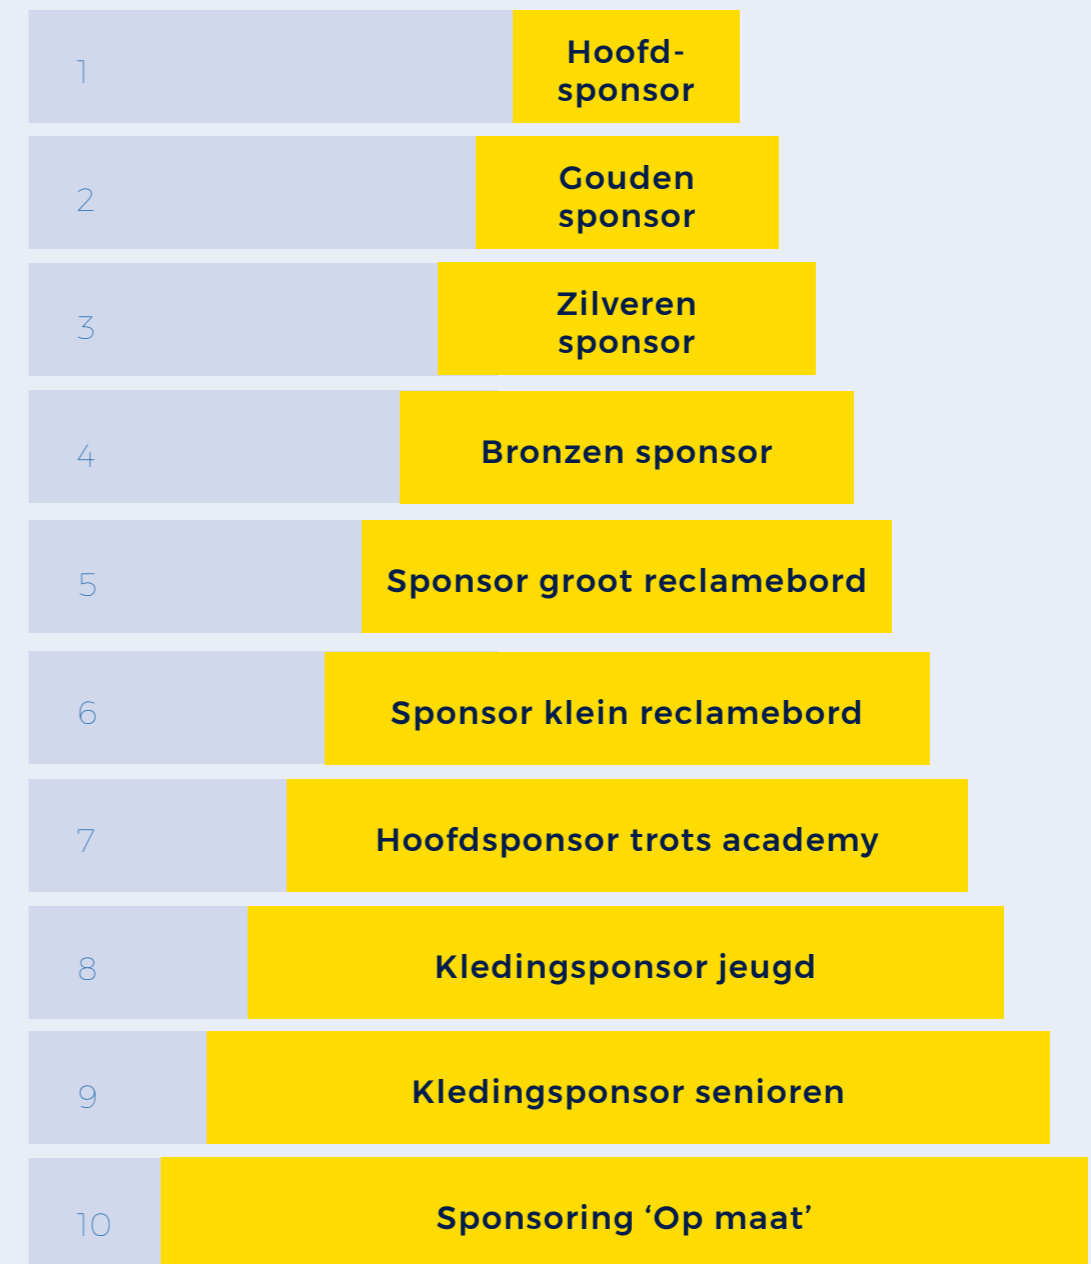 1
Hoofd-
sponsor
2
Gouden
sponsor
3
Zilveren
sponsor
4
Bronzen sponsor
5
Sponsor groot reclamebord
6
Sponsor klein reclamebord
7
Hoofdsponsor trots academy
8
Kledingsponsor jeugd
9
Kledingsponsor senioren
10
Sponsoring ‘Op maat’